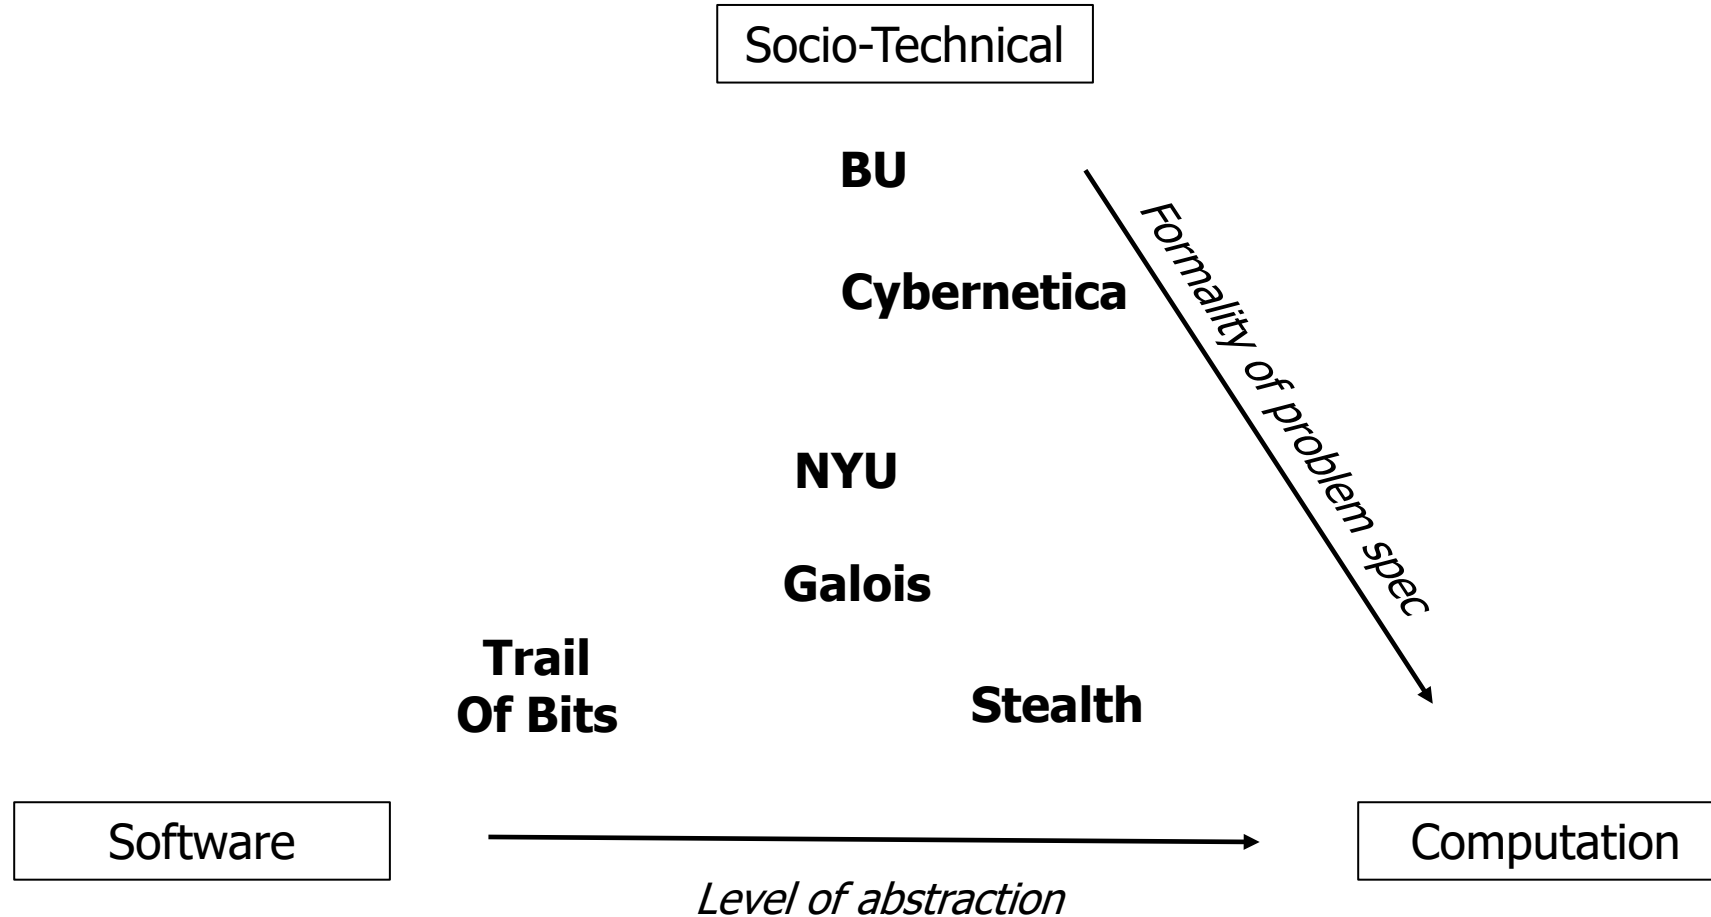 Socio-Technical
BU
Formality of problem spec
Cybernetica
NYU
Galois
Trail
Of Bits
Stealth
Software
Computation
Level of abstraction